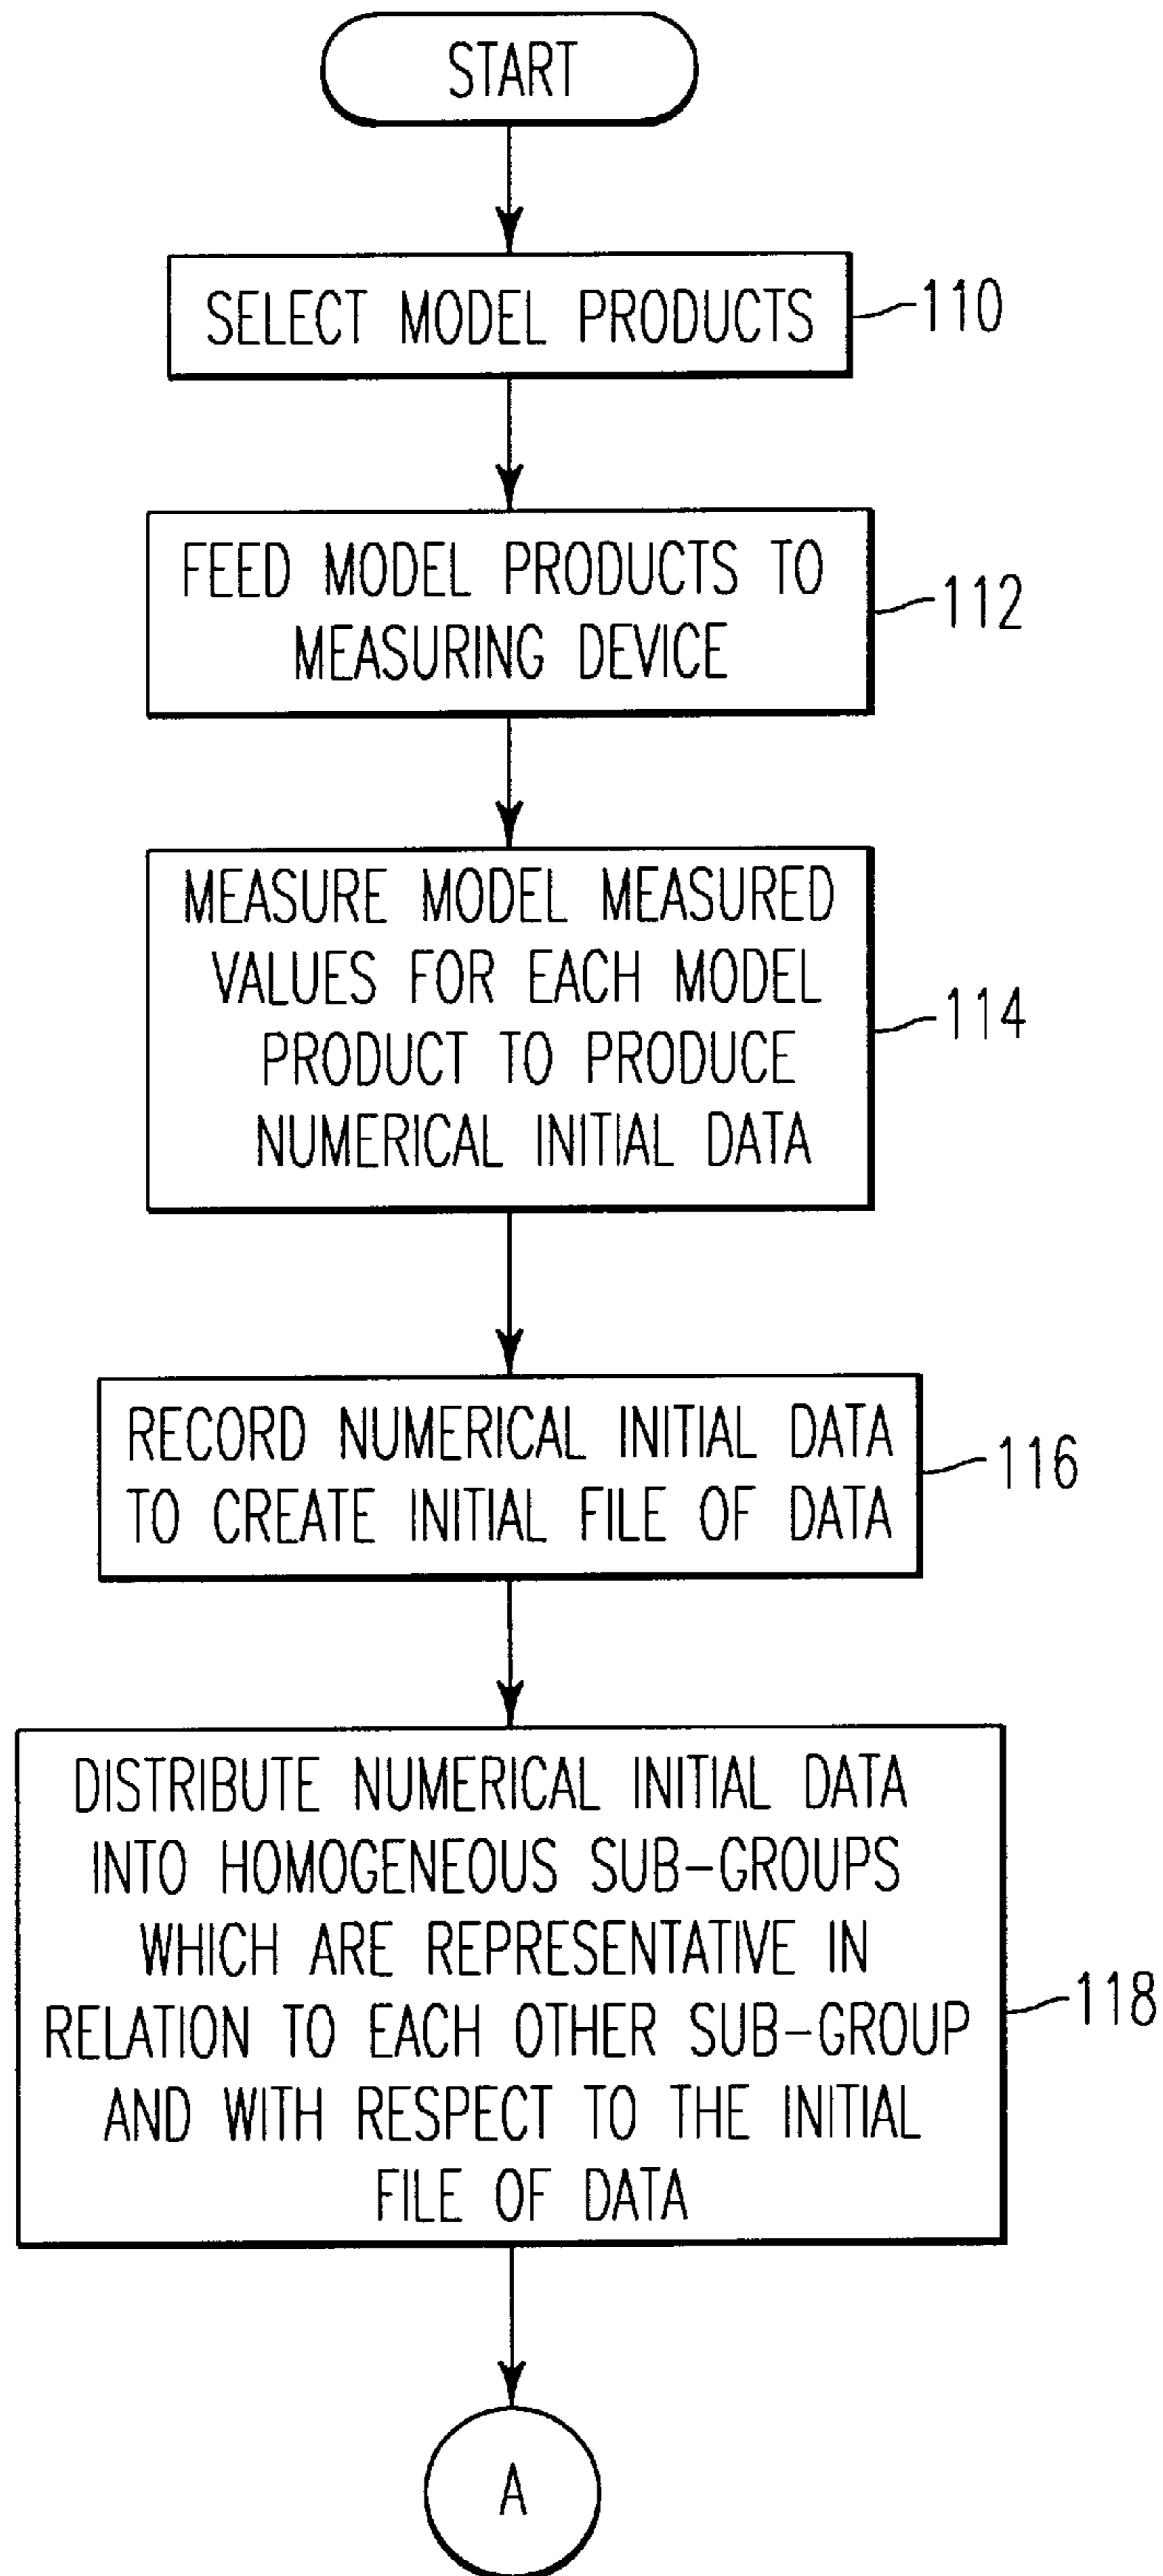 START
SELECT MODEL PRODUCTS
110
FEED MODEL PRODUCTS TO
MEASURING DEVICE
112
MEASURE MODEL MEASURED
VALUES FOR EACH MODEL
PRODUCT TO PRODUCE
NUMERICAL INITIAL DATA
114
RECORD NUMERICAL INITIAL DATA
TO CREATE INITIAL FILE OF DATA
116
DISTRIBUTE NUMERICAL INITIAL DATA
INTO HOMOGENEOUS SUB-GROUPS
WHICH ARE REPRESENTATIVE IN
RELATION TO EACH OTHER SUB-GROUP
AND WITH RESPECT TO THE INITIAL
FILE OF DATA
118
A